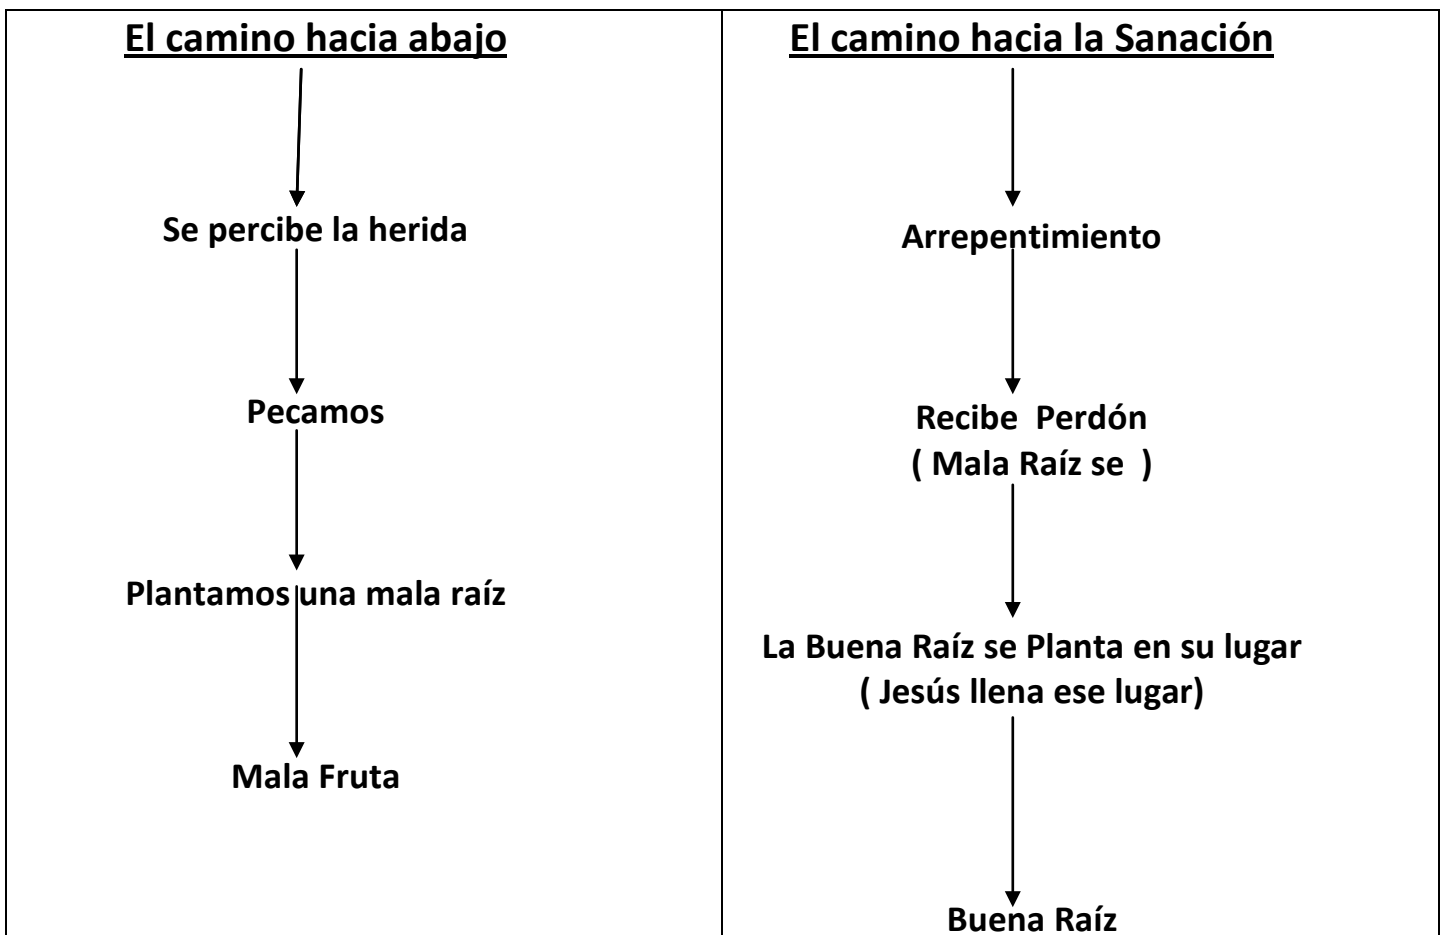 El camino hacia abajo
Se percibe la herida
Pecamos
Plantamos una mala raíz
Mala Fruta
El camino hacia la Sanación
Arrepentimiento
Recibe Perdón
( Mala Raíz se )
La Buena Raíz se Planta en su lugar
( Jesús llena ese lugar)
Buena Raíz